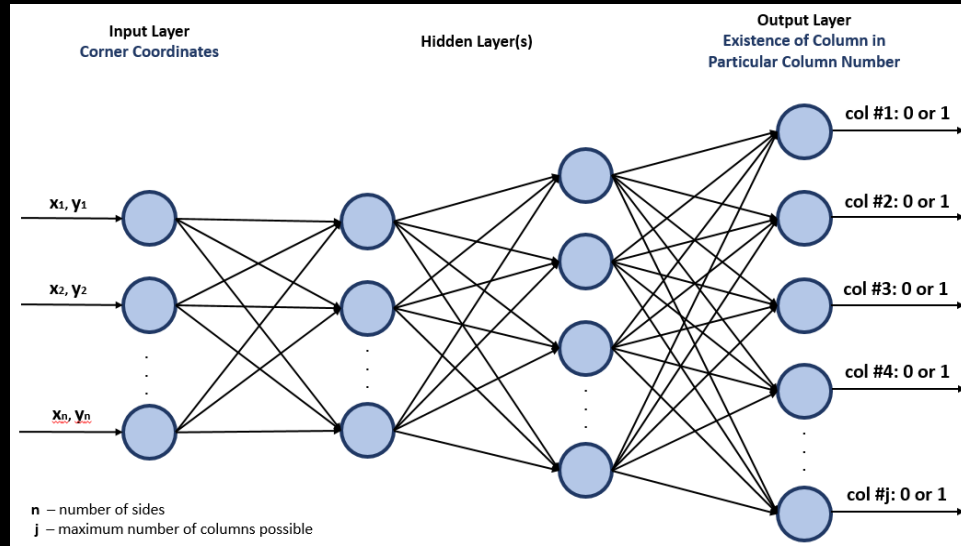 Input Layer
Corner Coordinates
Hidden Layer(s)
Output Layer
Existence of Column in
Particular Column Number
x₁, y₁
x₂, y₂
xₙ, yₙ
col #1: 0 or 1
col #2: 0 or 1
col #3: 0 or 1
col #4: 0 or 1
col #j: 0 or 1
n – number of sides
j – maximum number of columns possible